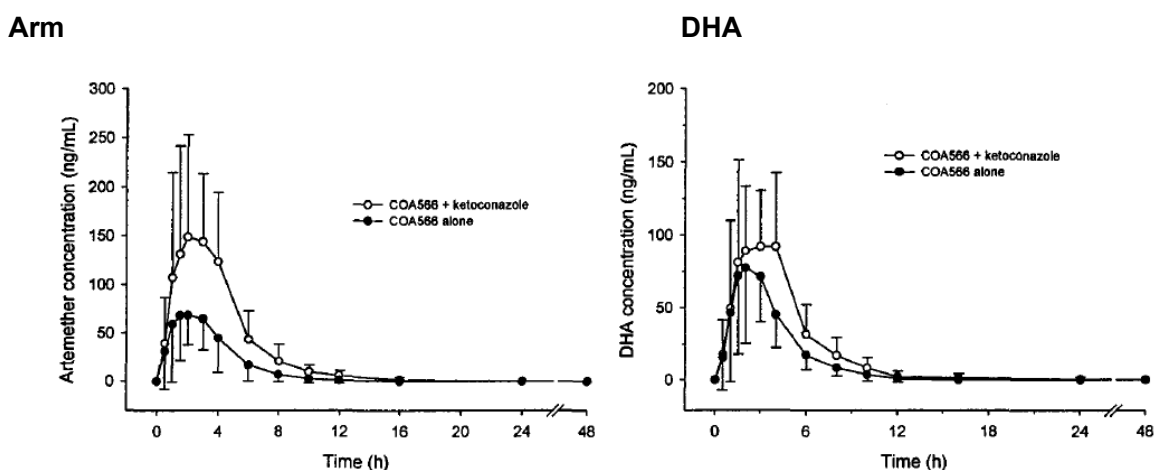 Arm
DHA
300
250
200
150
100
50
0
Artemether concentration (ng/mL)
COA566 + ketoconazole
COA566 alone
0 4 8 12 16 20 24 48
Time (h)
200
150
100
50
0
DHA concentration (ng/mL)
COA566 + ketoconazole
COA566 alone
0 6 12 18 24 48
Time (h)